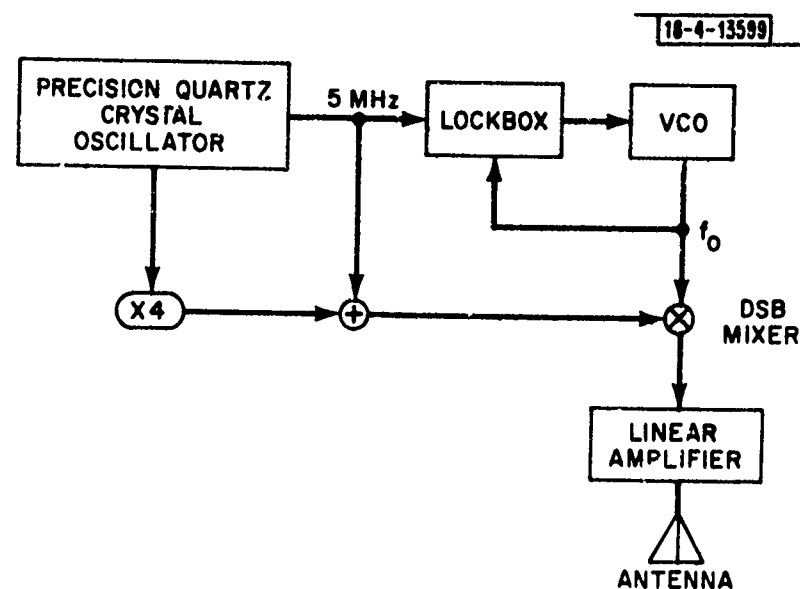 18-4-13599
PRECISION QUARTZ
CRYSTAL
OSCILLATOR
5 MHz
LOCKBOX
VCO
f0
X4
+
X
DSB
MIXER
LINEAR
AMPLIFIER
ANTENNA